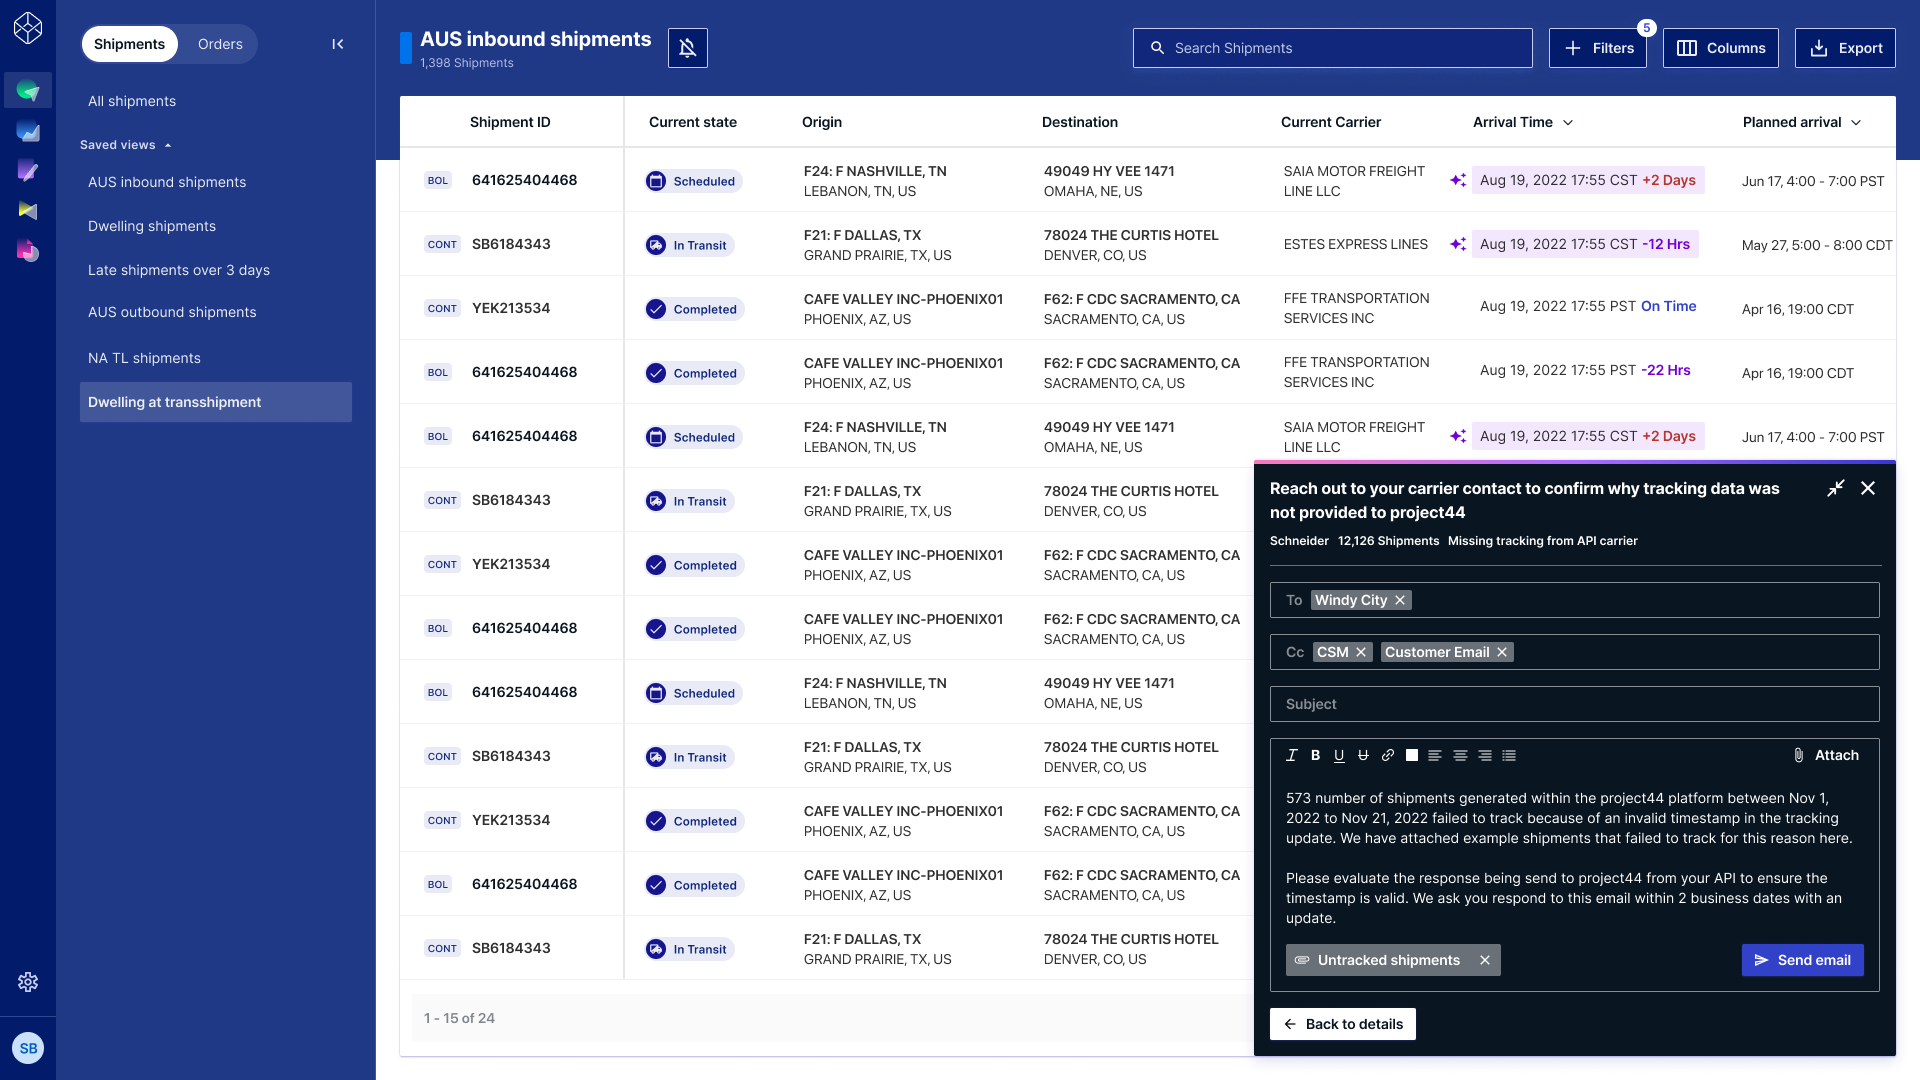 Shipments
Orders
All shipments
Saved views
AUS inbound shipments
Dwelling shipments
Late shipments over 3 days
AUS outbound shipments
NA TL shipments
Dwelling at transshipment
SB
AUS inbound shipments
1,398 Shipments
Search Shipments
Filters
5
Columns
Export
Shipment ID Current state Origin Destination Current Carrier Arrival Time Planned arrival
BOL 641625404468 Scheduled F24: F NASHVILLE, TN 49049 HY VEE 1471 SAIA MOTOR FREIGHT Aug 19, 2022 17:55 CST +2 Days Jun 17, 4:00 - 7:00 PST
LEBANON, TN, US OMAHA, NE, US LINE LLC
CONT SB6184343 In Transit F21: F DALLAS, TX 78024 THE CURTIS HOTEL ESTES EXPRESS LINES Aug 19, 2022 17:55 CST -12 Hrs May 27, 5:00 - 8:00 CDT
GRAND PRAIRIE, TX, US DENVER, CO, US
CONT YEK213534 Completed CAFE VALLEY INC-PHOENIX01 F62: F CDC SACRAMENTO, CA FFE TRANSPORTATION Aug 19, 2022 17:55 PST On Time Apr 16, 19:00 CDT
PHOENIX, AZ, US SACRAMENTO, CA, US SERVICES INC
BOL 641625404468 Completed CAFE VALLEY INC-PHOENIX01 F62: F CDC SACRAMENTO, CA FFE TRANSPORTATION Aug 19, 2022 17:55 PST -22 Hrs Apr 16, 19:00 CDT
PHOENIX, AZ, US SACRAMENTO, CA, US SERVICES INC
BOL 641625404468 Scheduled F24: F NASHVILLE, TN 49049 HY VEE 1471 SAIA MOTOR FREIGHT Aug 19, 2022 17:55 CST +2 Days Jun 17, 4:00 - 7:00 PST
LEBANON, TN, US OMAHA, NE, US LINE LLC
CONT SB6184343 In Transit F21: F DALLAS, TX 78024 THE CURTIS HOTEL
GRAND PRAIRIE, TX, US DENVER, CO, US
CONT YEK213534 Completed CAFE VALLEY INC-PHOENIX01 F62: F CDC SACRAMENTO, CA
PHOENIX, AZ, US SACRAMENTO, CA, US
BOL 641625404468 Completed CAFE VALLEY INC-PHOENIX01 F62: F CDC SACRAMENTO, CA
PHOENIX, AZ, US SACRAMENTO, CA, US
BOL 641625404468 Scheduled F24: F NASHVILLE, TN 49049 HY VEE 1471
LEBANON, TN, US OMAHA, NE, US
CONT SB6184343 In Transit F21: F DALLAS, TX 78024 THE CURTIS HOTEL
GRAND PRAIRIE, TX, US DENVER, CO, US
CONT YEK213534 Completed CAFE VALLEY INC-PHOENIX01 F62: F CDC SACRAMENTO, CA
PHOENIX, AZ, US SACRAMENTO, CA, US
BOL 641625404468 Completed CAFE VALLEY INC-PHOENIX01 F62: F CDC SACRAMENTO, CA
PHOENIX, AZ, US SACRAMENTO, CA, US
CONT SB6184343 In Transit F21: F DALLAS, TX 78024 THE CURTIS HOTEL
GRAND PRAIRIE, TX, US DENVER, CO, US
1 - 15 of 24
Reach out to your carrier contact to confirm why tracking data was
not provided to project44
Schneider 12,126 Shipments Missing tracking from API carrier
To Windy City
Cc CSM Customer Email
Subject
I B U Attach
573 number of shipments generated within the project44 platform between Nov 1,
2022 to Nov 21, 2022 failed to track because of an invalid timestamp in the tracking
update. We have attached example shipments that failed to track for this reason here.
Please evaluate the response being send to project44 from your API to ensure the
timestamp is valid. We ask you respond to this email within 2 business dates with an
update.
Untracked shipments
Send email
Back to details